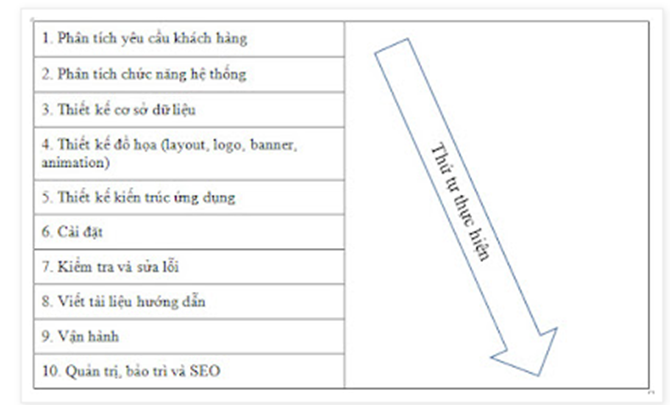 1. Phân tích yêu cầu khách hàng
2. Phân tích chức năng hệ thống
3. Thiết kế cơ sở dữ liệu
4. Thiết kế đồ họa (layout, logo, banner,
animation)
5. Thiết kế kiến trúc ứng dụng
6. Cài đặt
7. Kiểm tra và sửa lỗi
8. Viết tài liệu hướng dẫn
9. Vận hành
10. Quản trị, bảo trì và SEO
Thứ tự thực hiện